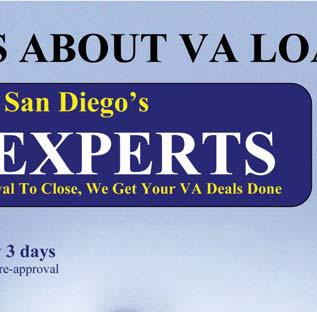 S ABOUT VA LOA
San Diego's
EXPERTS
val To Close, We Get Your VA Deals Done
3 days
re-approval